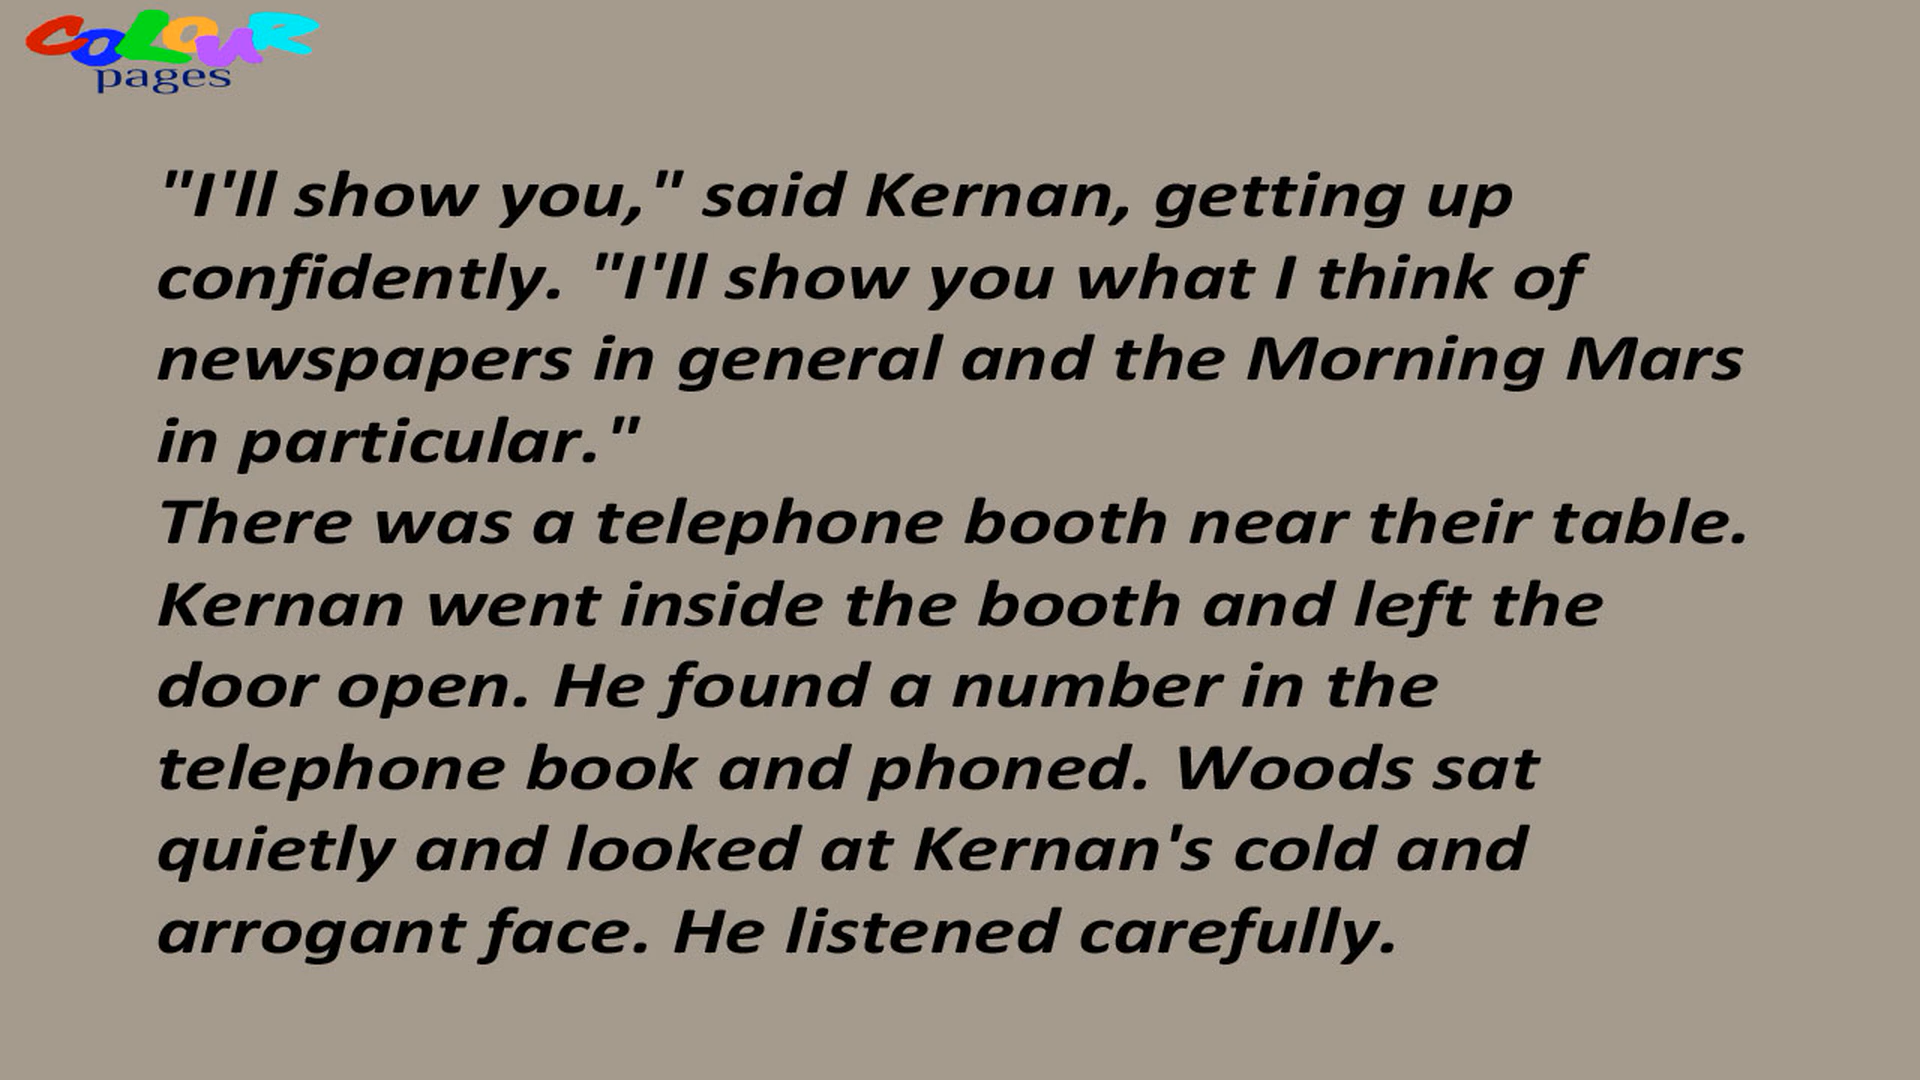 COLOUR
pages
"I'll show you," said Kernan, getting up
confidently. "I'll show you what I think of
newspapers in general and the Morning Mars
in particular."
There was a telephone booth near their table.
Kernan went inside the booth and left the
door open. He found a number in the
telephone book and phoned. Woods sat
quietly and looked at Kernan's cold and
arrogant face. He listened carefully.